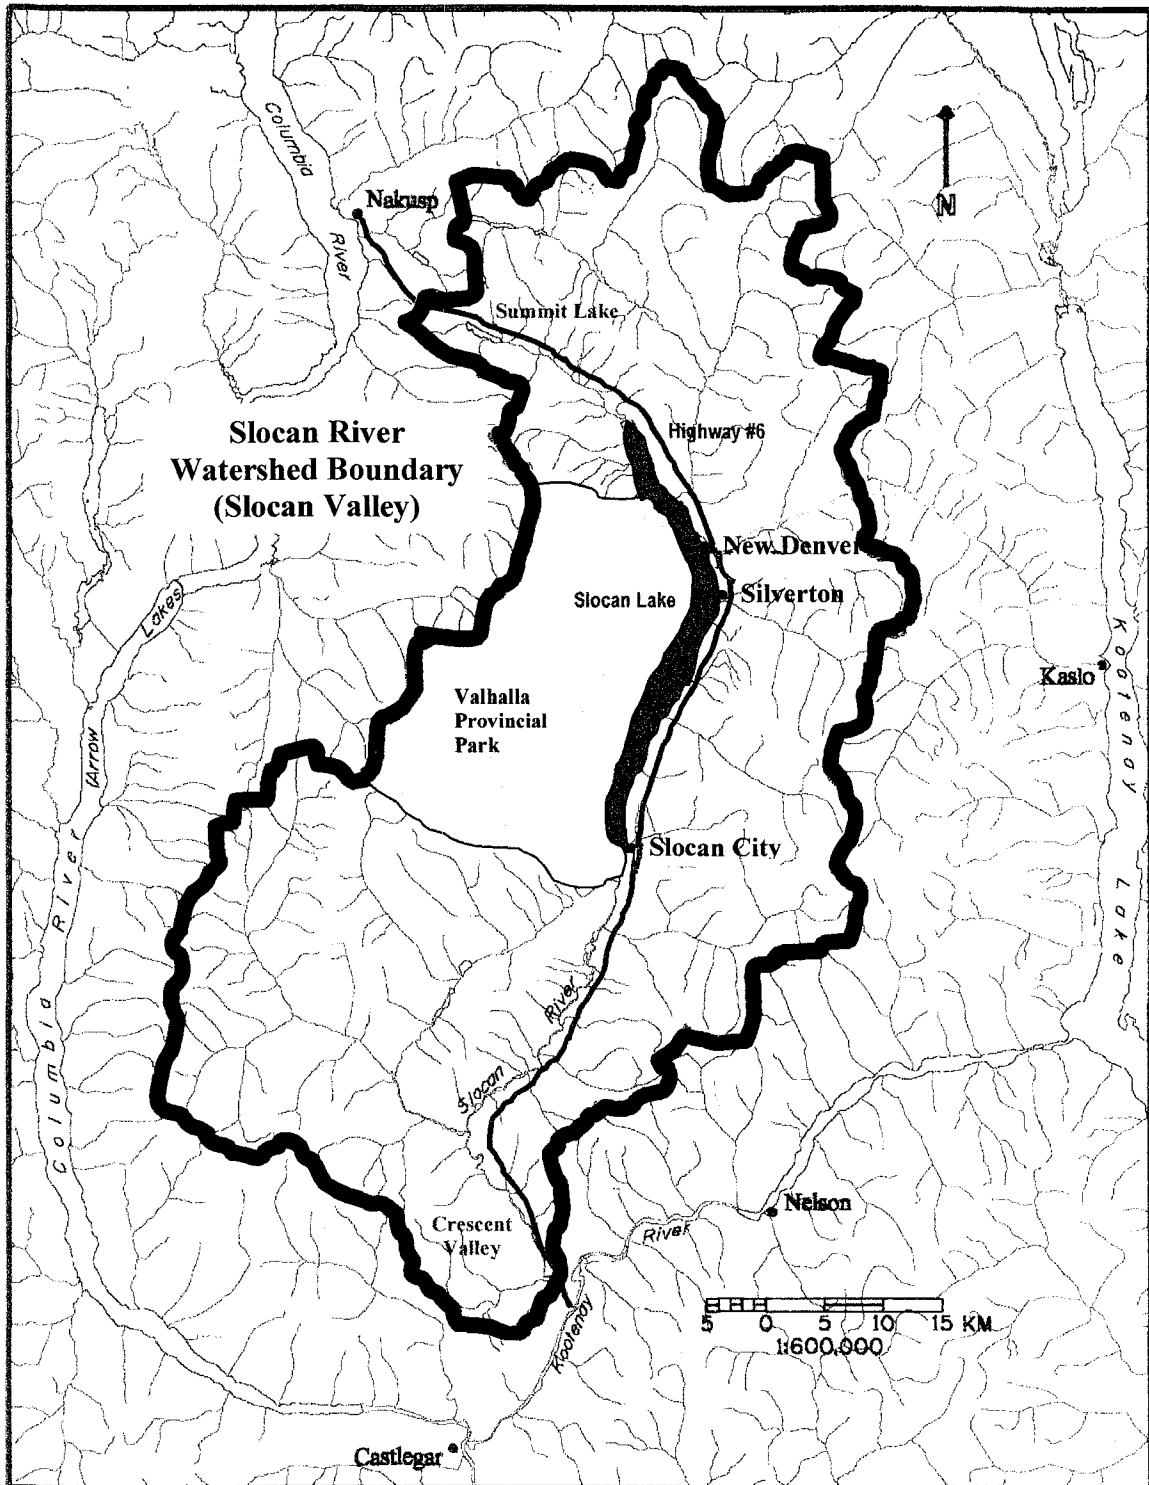 Columbia
River
Nakusp
N
Summit Lake
Slocan River
Watershed Boundary
(Slocan Valley)
Highway #6
New Denver
Silverton
Slocan Lake
Lakes
Arrow
Valhalla
Provincial
Park
Kaslo
Kootenay Lake
Slocan City
Columbia River
River
Slocan
Crescent
Valley
Nelson
River
Kootenay
5 0 5 10 15 KM
1:600,000
Castlegar